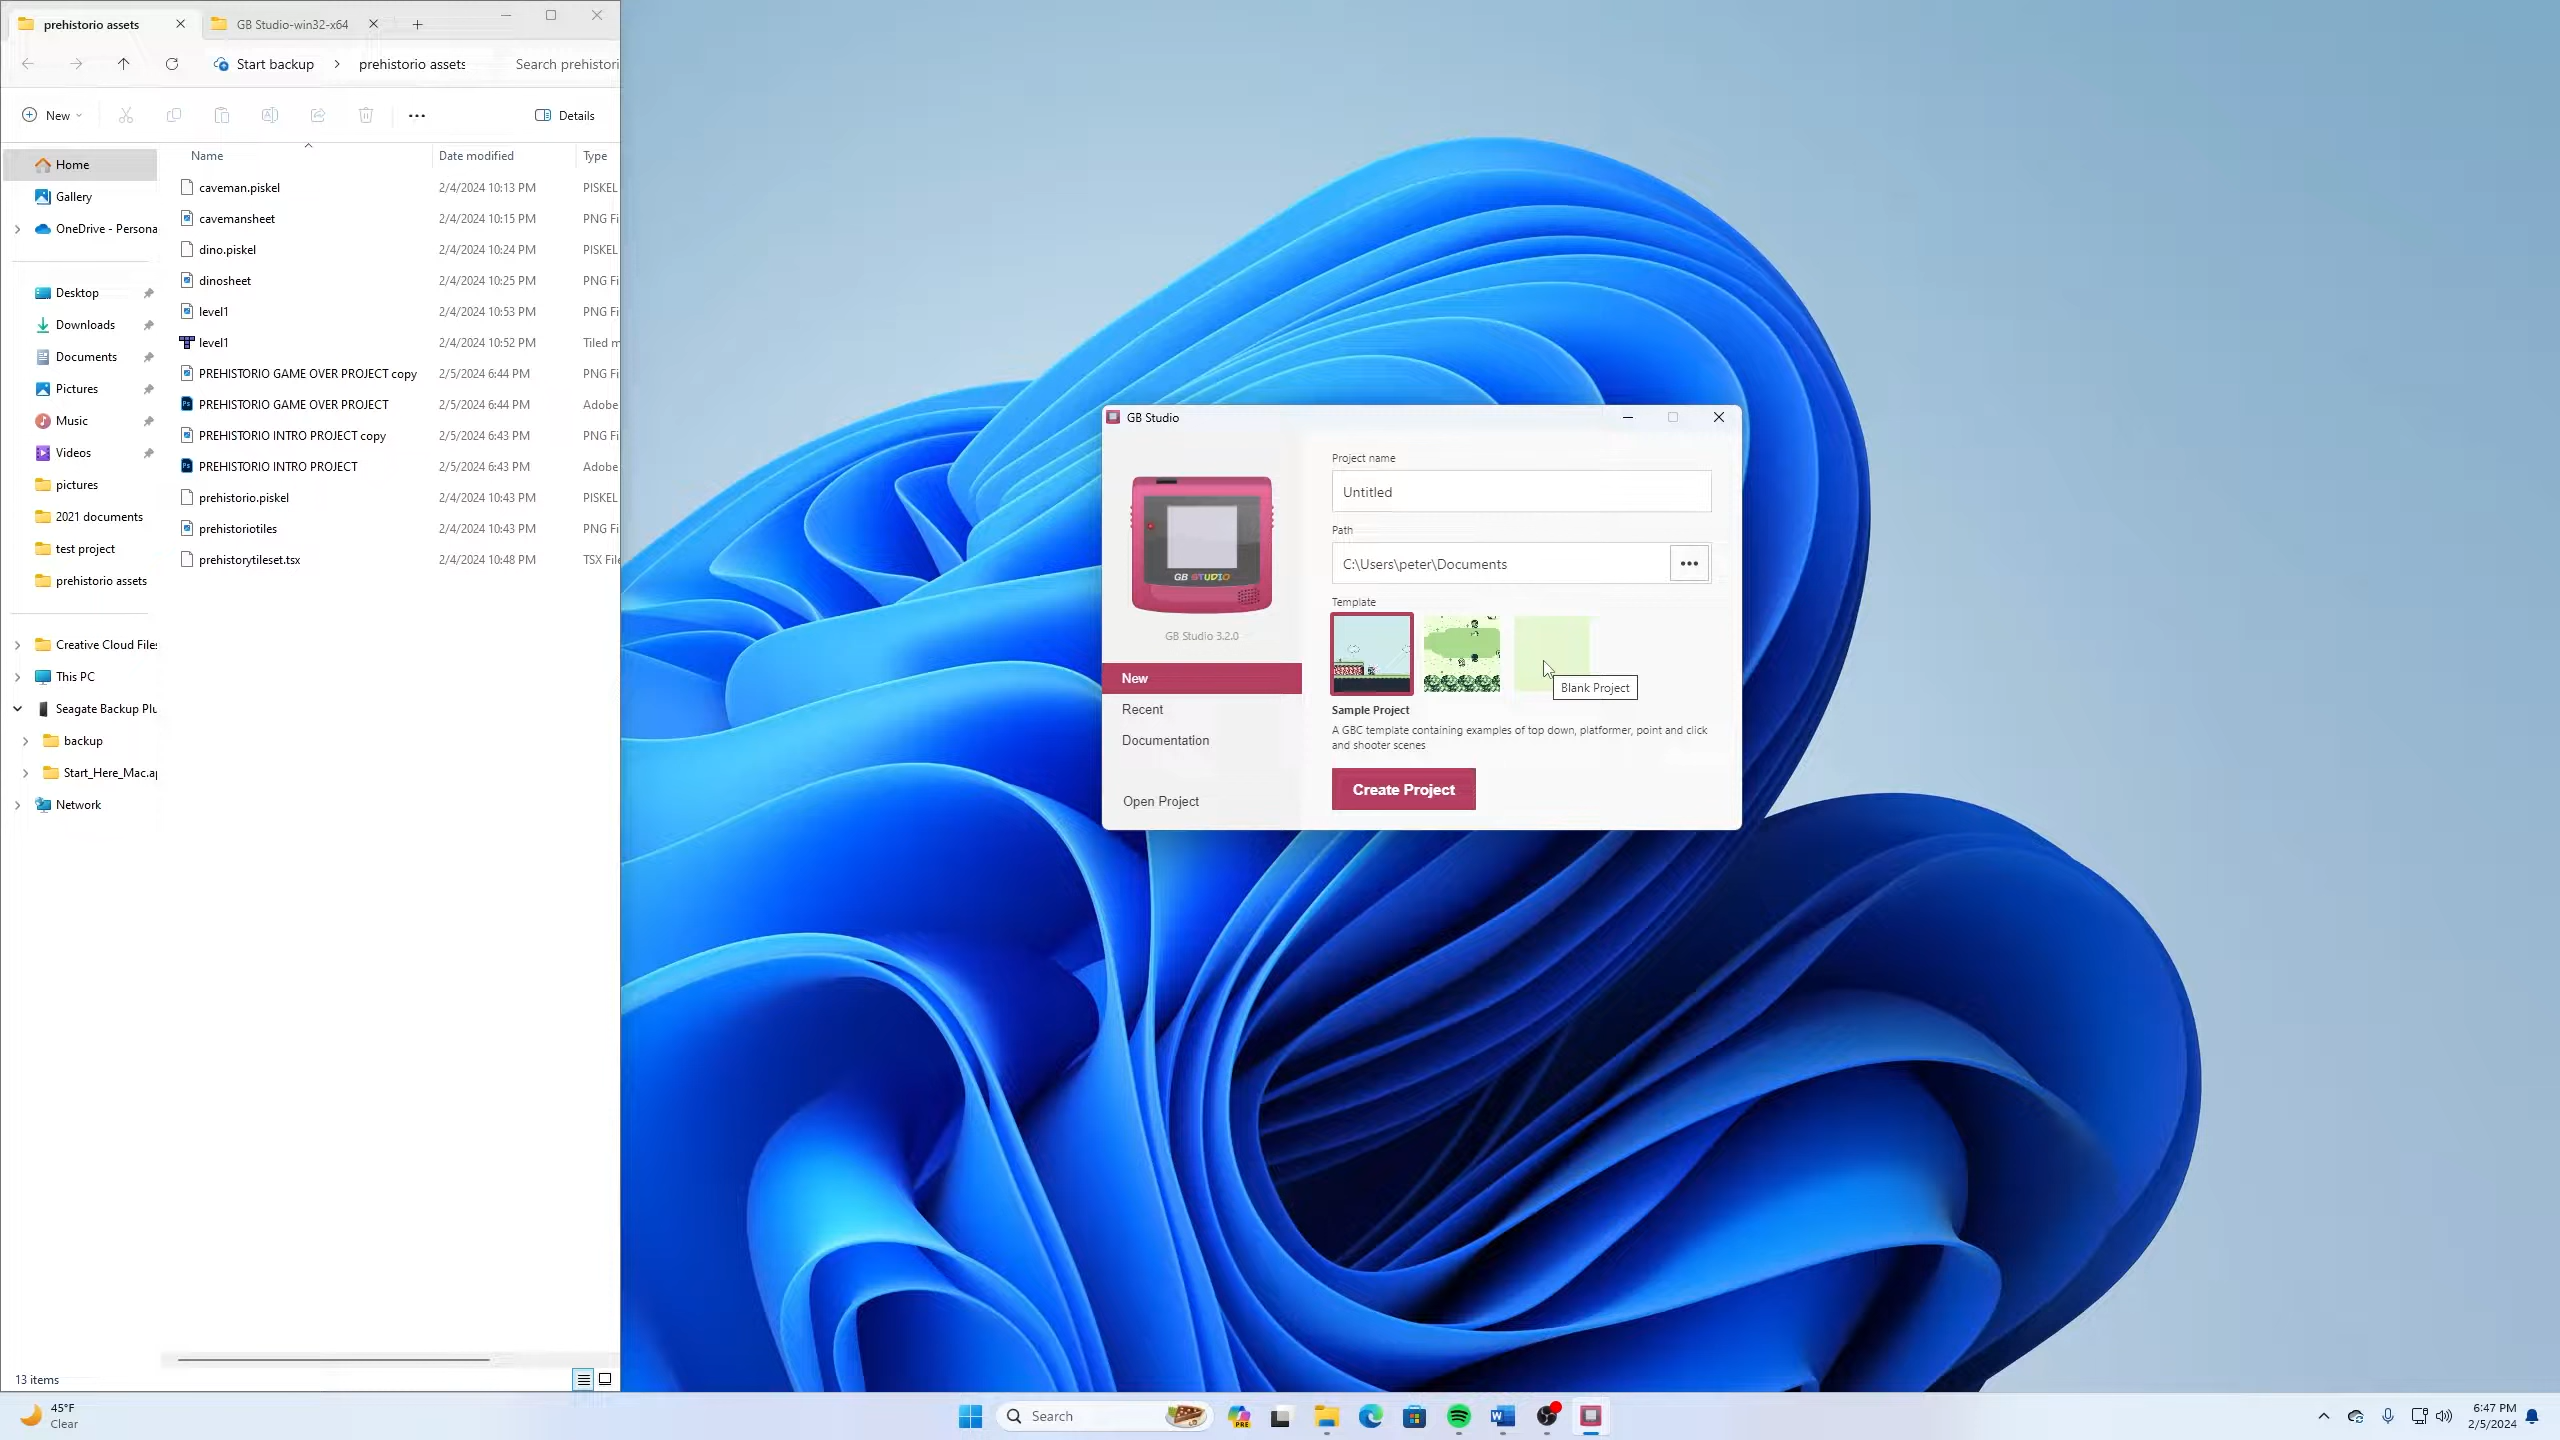 prehistorio assets
GB Studio-win32-x64
Start backup
prehistorio assets
Search prehistori
New
Details
Name
Date modified
Type
Home
Gallery
OneDrive - Persona
Desktop
Downloads
Documents
Pictures
Music
Videos
pictures
2021 documents
test project
prehistorio assets
Creative Cloud Files
This PC
Seagate Backup Plu
backup
Start_Here_Mac.ap
Network
caveman.piskel 2/4/2024 10:13 PM PISKEL
cavemansheet 2/4/2024 10:15 PM PNG Fi
dino.piskel 2/4/2024 10:24 PM PISKEL
dinosheet 2/4/2024 10:25 PM PNG Fi
level1 2/4/2024 10:53 PM PNG Fi
level1 2/4/2024 10:52 PM Tiled m
PREHISTORIO GAME OVER PROJECT copy 2/5/2024 6:44 PM PNG Fi
PREHISTORIO GAME OVER PROJECT 2/5/2024 6:44 PM Adobe
PREHISTORIO INTRO PROJECT copy 2/5/2024 6:43 PM PNG Fi
PREHISTORIO INTRO PROJECT 2/5/2024 6:43 PM Adobe
prehistorio.piskel 2/4/2024 10:43 PM PISKEL
prehistoriotiles 2/4/2024 10:43 PM PNG Fi
prehistorytileset.tsx 2/4/2024 10:48 PM TSX File
13 items
GB Studio
GB STUDIO
GB Studio 3.2.0
New
Recent
Documentation
Open Project
Project name
Untitled
Path
C:\Users\peter\Documents
Template
Blank Project
Sample Project
A GBC template containing examples of top down, platformer, point and click
and shooter scenes
Create Project
45°F
Clear
Search
PRE
6:47 PM
2/5/2024